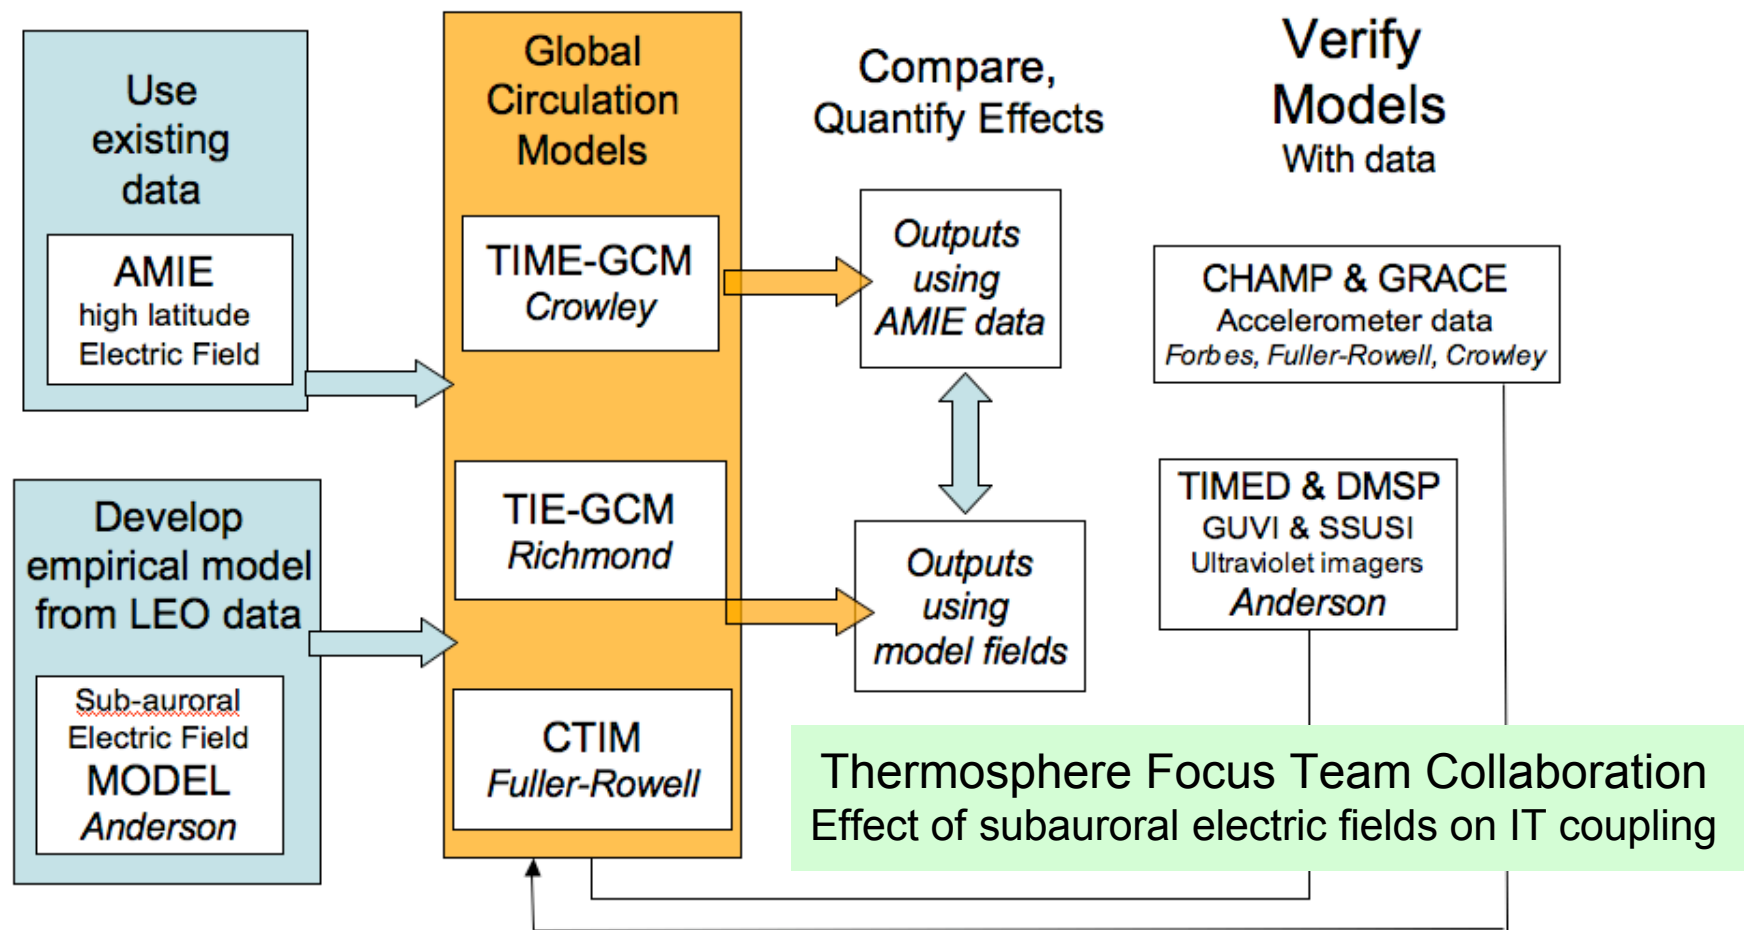 Use
existing
data
AMIE
high latitude
Electric Field
Develop
empirical model
from LEO data
Sub-auroral
Electric Field
MODEL
Anderson
Global
Circulation
Models
TIME-GCM
Crowley
TIE-GCM
Richmond
CTIM
Fuller-Rowell
Compare,
Quantify Effects
Outputs
using
AMIE data
Outputs
using
model fields
Verify
Models
With data
CHAMP & GRACE
Accelerometer data
Forbes, Fuller-Rowell, Crowley
TIMED & DMSP
GUVI & SSUSI
Ultraviolet imagers
Anderson
Thermosphere Focus Team Collaboration
Effect of subauroral electric fields on IT coupling